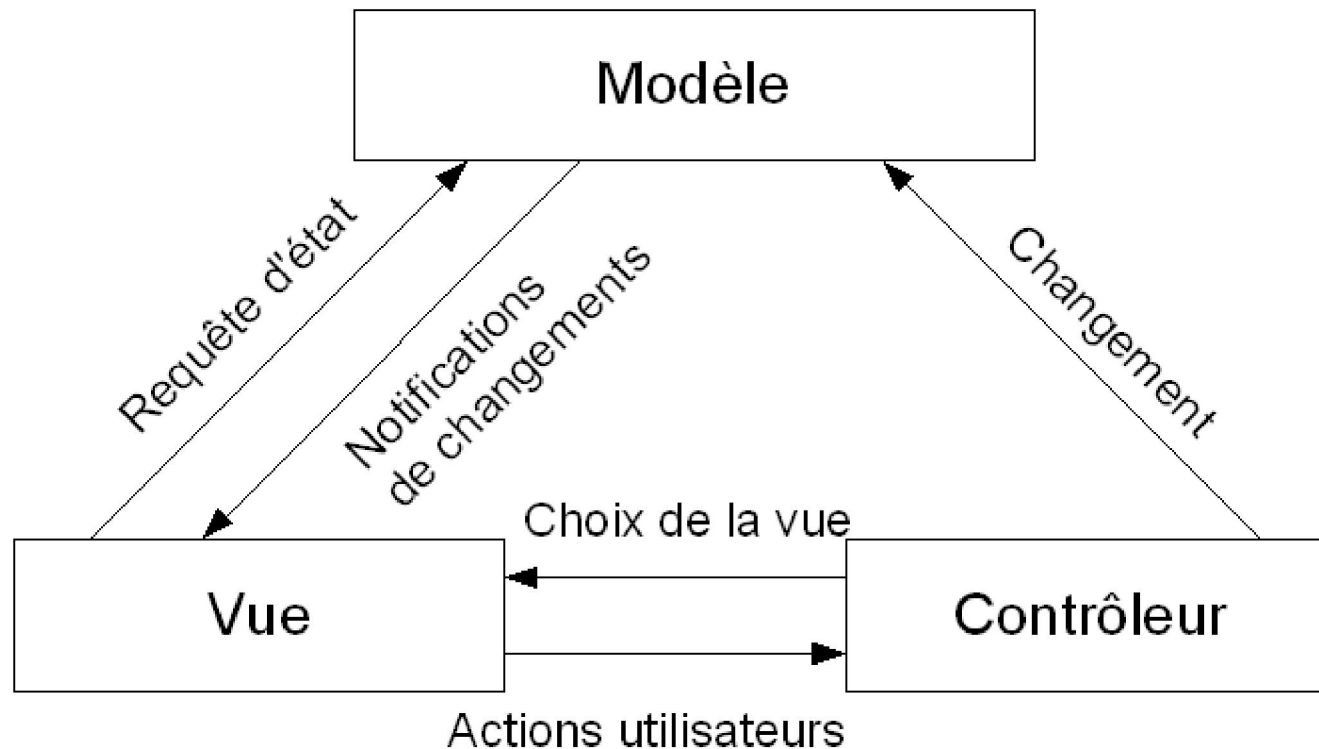 Modèle
Requête d'état
Notifications
de changements
Changement
Choix de la vue
Vue
Contrôleur
Actions utilisateurs